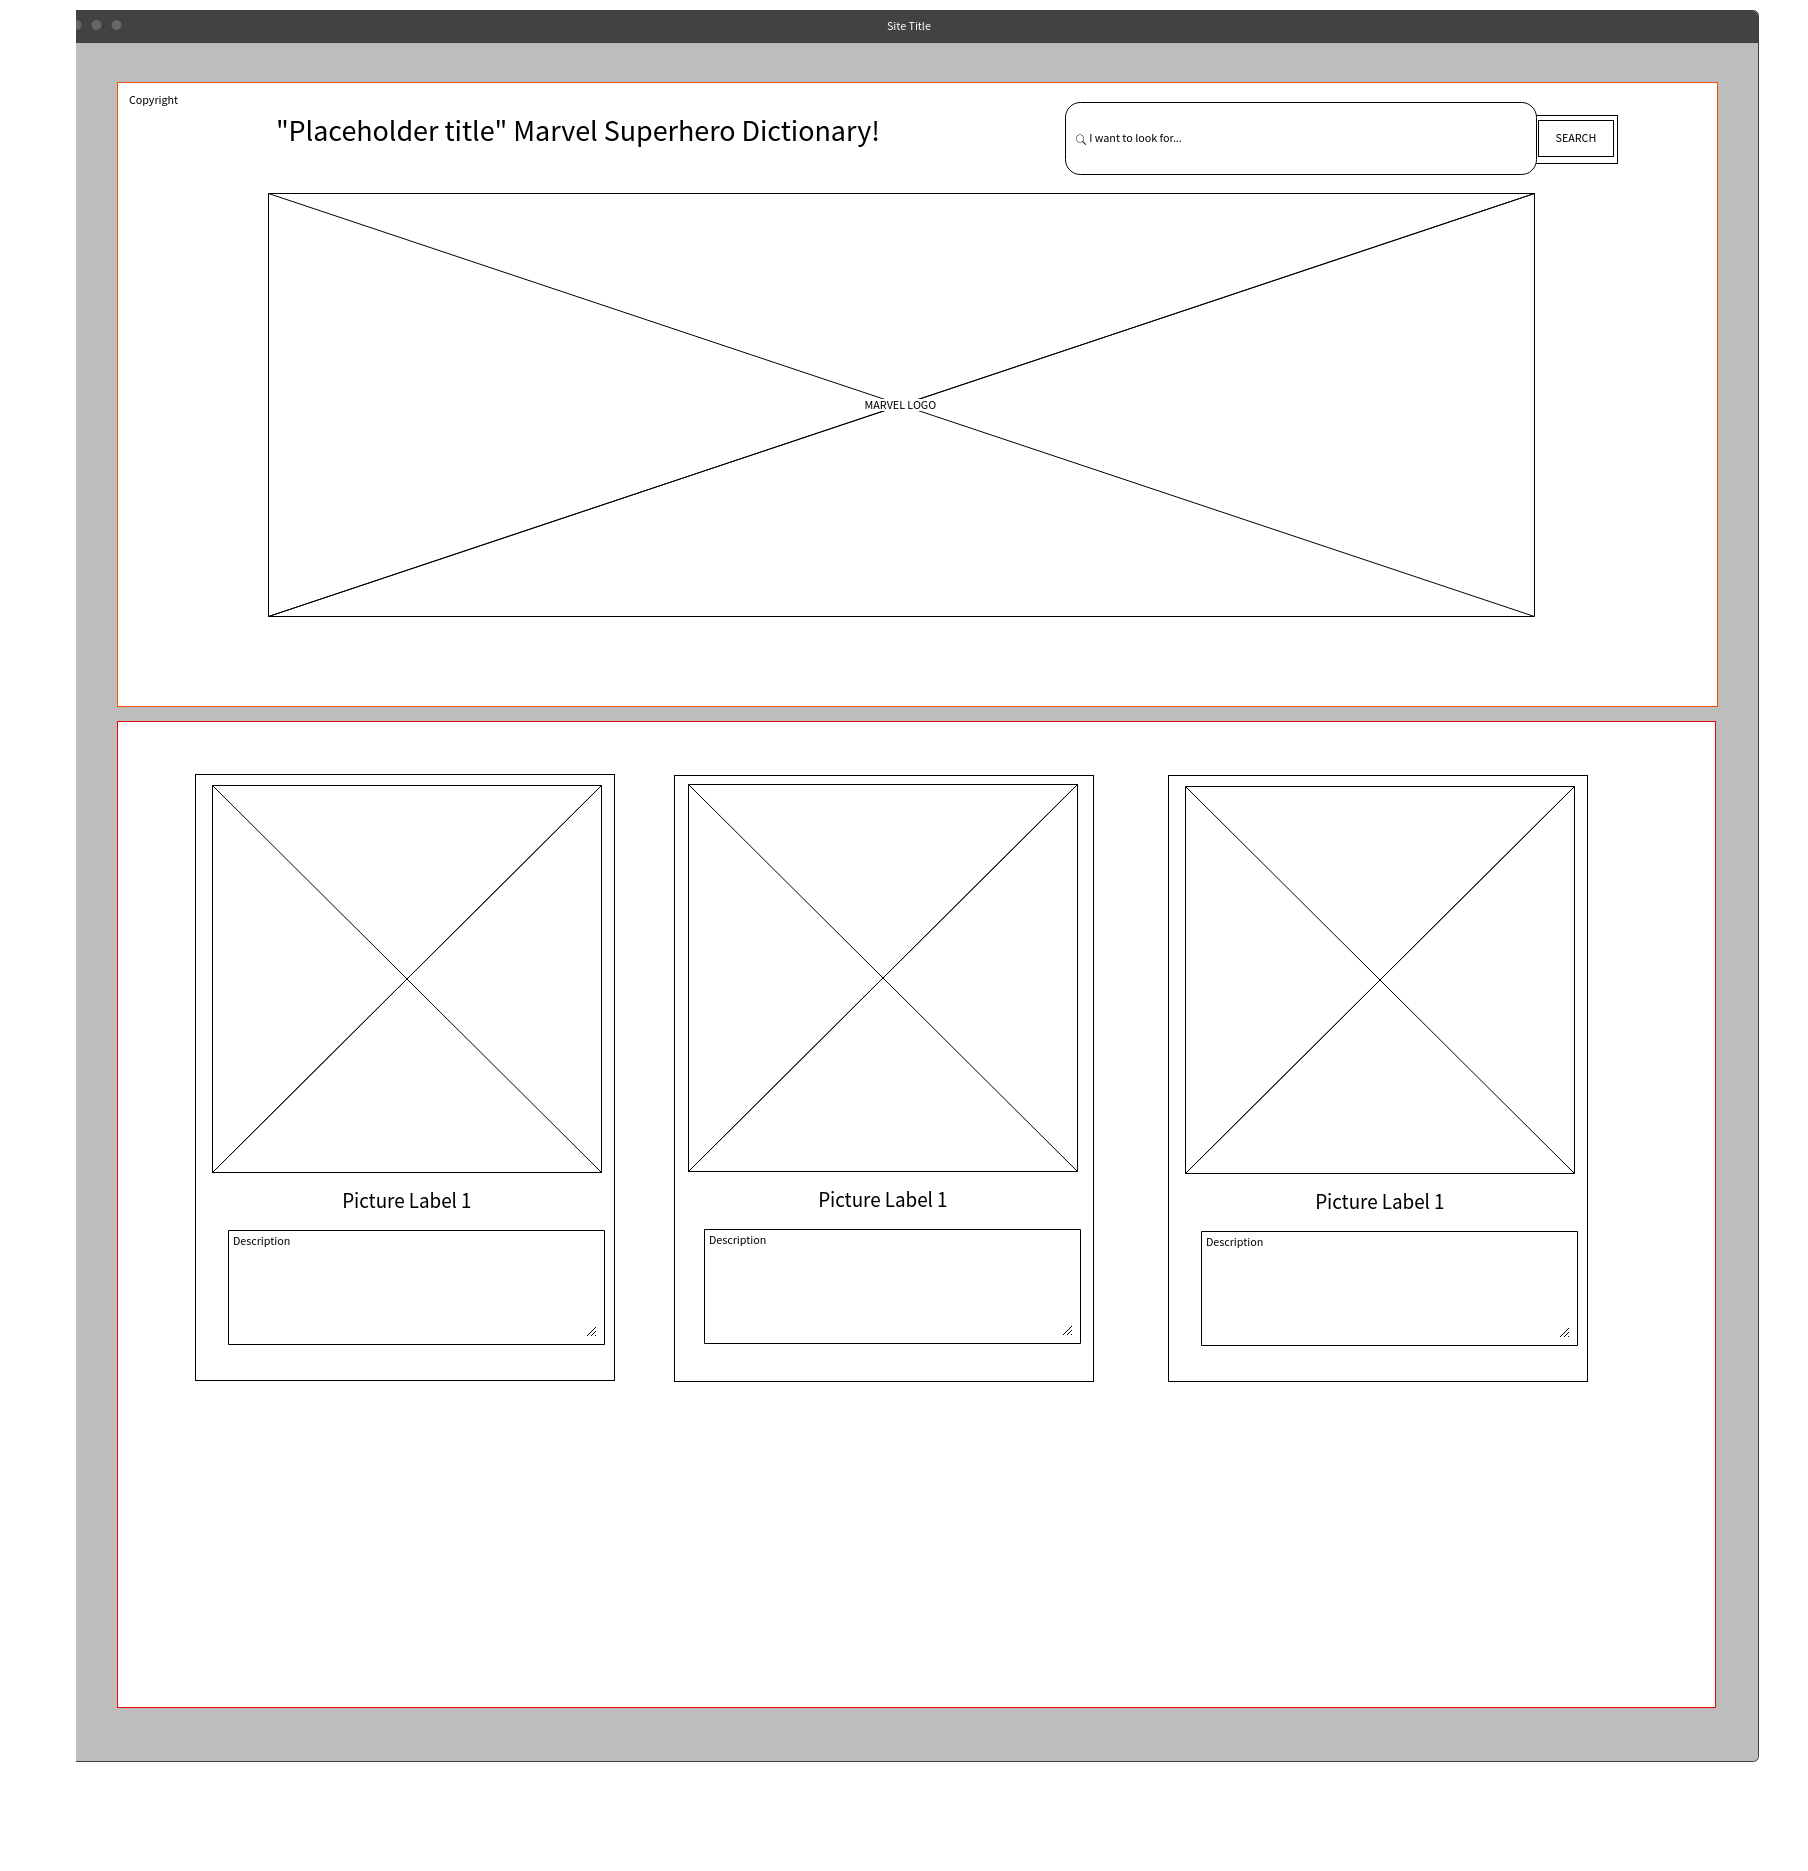 Site Title
Copyright
"Placeholder title" Marvel Superhero Dictionary!
I want to look for...
SEARCH
MARVEL LOGO
Picture Label 1
Picture Label 1
Picture Label 1
Description
Description
Description